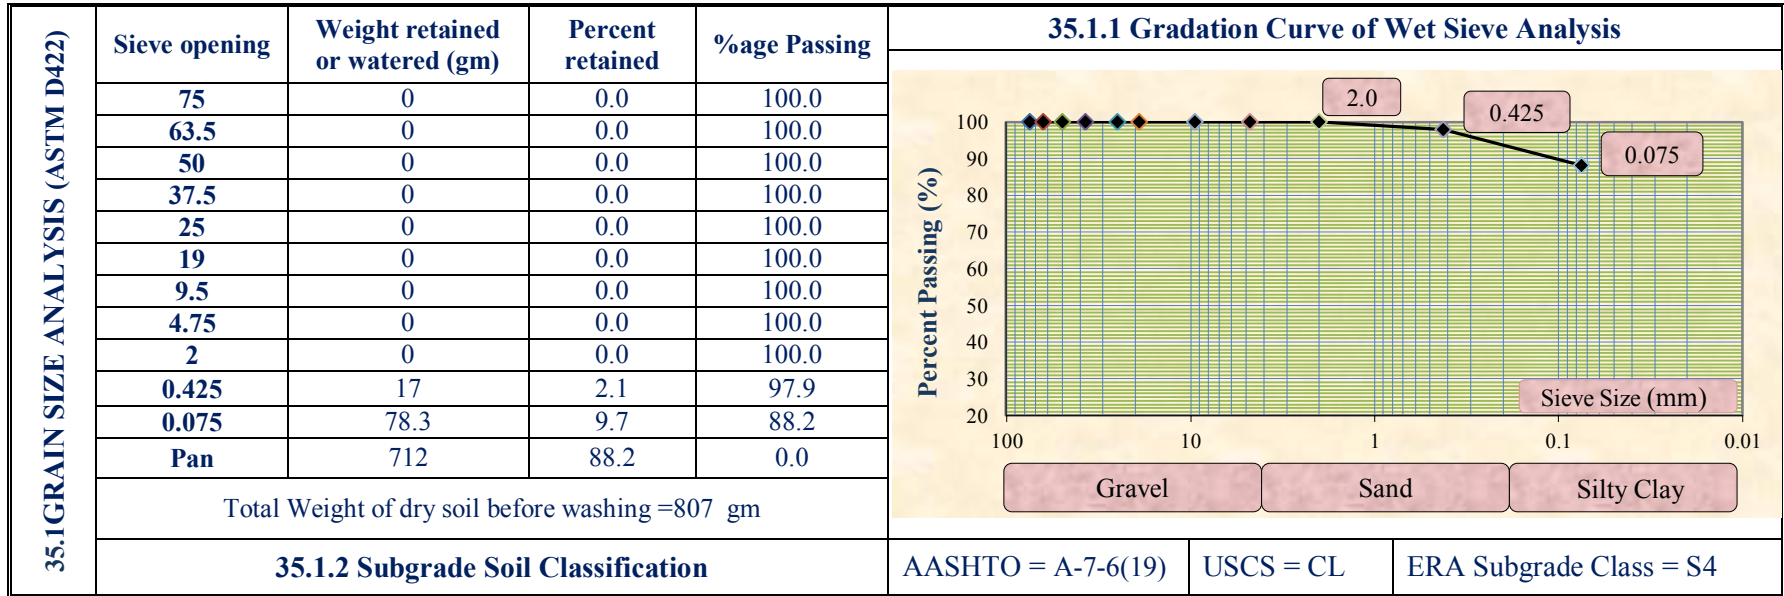 35.1GRAIN SIZE ANALYSIS (ASTM D422)
Sieve opening Weight retained or watered (gm) Percent retained %age Passing
75 0 0.0 100.0
63.5 0 0.0 100.0
50 0 0.0 100.0
37.5 0 0.0 100.0
25 0 0.0 100.0
19 0 0.0 100.0
9.5 0 0.0 100.0
4.75 0 0.0 100.0
2 0 0.0 100.0
0.425 17 2.1 97.9
0.075 78.3 9.7 88.2
Pan 712 88.2 0.0
Total Weight of dry soil before washing =807 gm
35.1.1 Gradation Curve of Wet Sieve Analysis
2.0
0.425
0.075
Percent Passing (%)
100
90
80
70
60
50
40
30
20
Sieve Size (mm)
100 10 1 0.1 0.01
Gravel Sand Silty Clay
35.1.2 Subgrade Soil Classification AASHTO = A-7-6(19) USCS = CL ERA Subgrade Class = S4